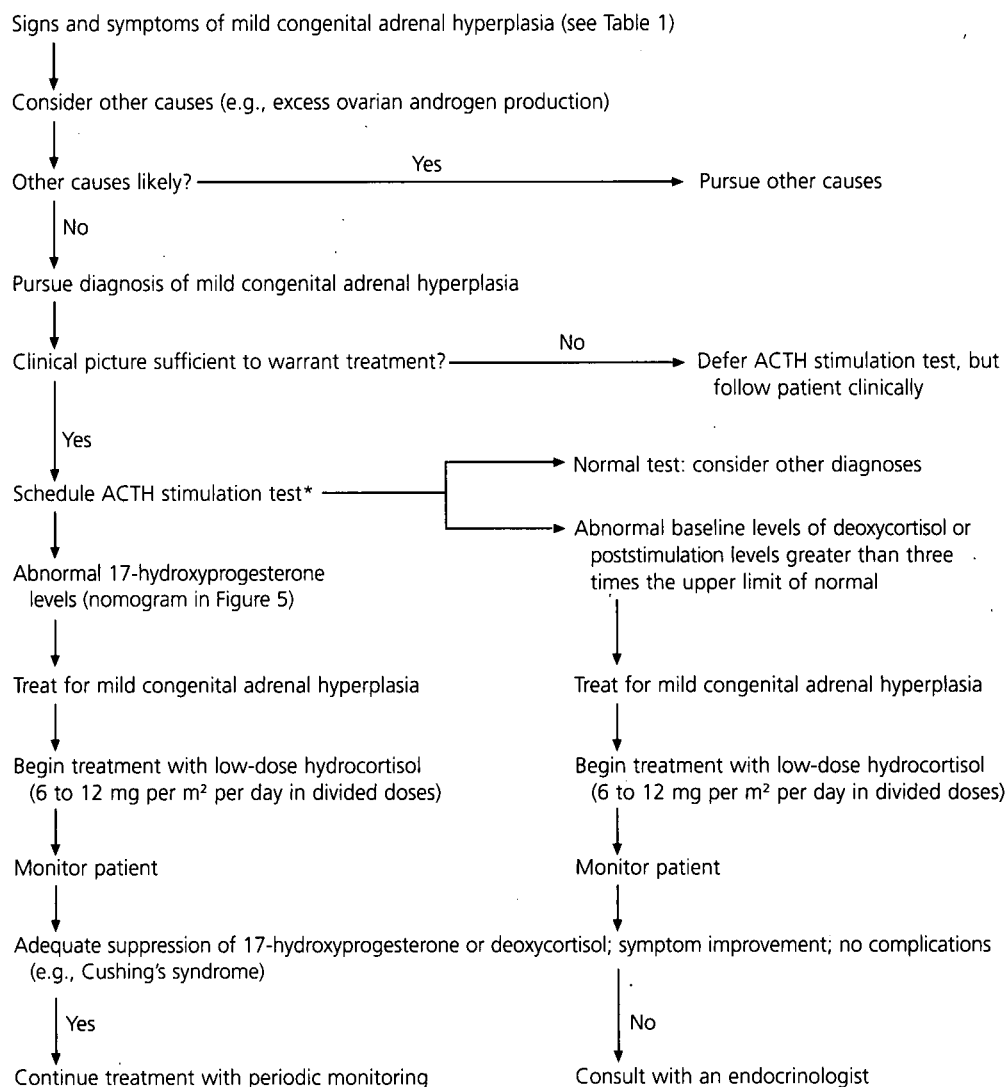 Signs and symptoms of mild congenital adrenal hyperplasia (see Table 1)
Consider other causes (e.g., excess ovarian androgen production)
Yes
Other causes likely?
Pursue other causes
No
Pursue diagnosis of mild congenital adrenal hyperplasia
No
Clinical picture sufficient to warrant treatment?
Defer ACTH stimulation test, but
follow patient clinically
Yes
Normal test: consider other diagnoses
Schedule ACTH stimulation test*
Abnormal baseline levels of deoxycortisol or
poststimulation levels greater than three
times the upper limit of normal
Abnormal 17-hydroxyprogesterone
levels (nomogram in Figure 5)
Treat for mild congenital adrenal hyperplasia
Treat for mild congenital adrenal hyperplasia
Begin treatment with low-dose hydrocortisol
(6 to 12 mg per m² per day in divided doses)
Begin treatment with low-dose hydrocortisol
(6 to 12 mg per m² per day in divided doses)
Monitor patient
Monitor patient
Adequate suppression of 17-hydroxyprogesterone or deoxycortisol; symptom improvement; no complications
(e.g., Cushing's syndrome)
Yes
No
Continue treatment with periodic monitoring
Consult with an endocrinologist